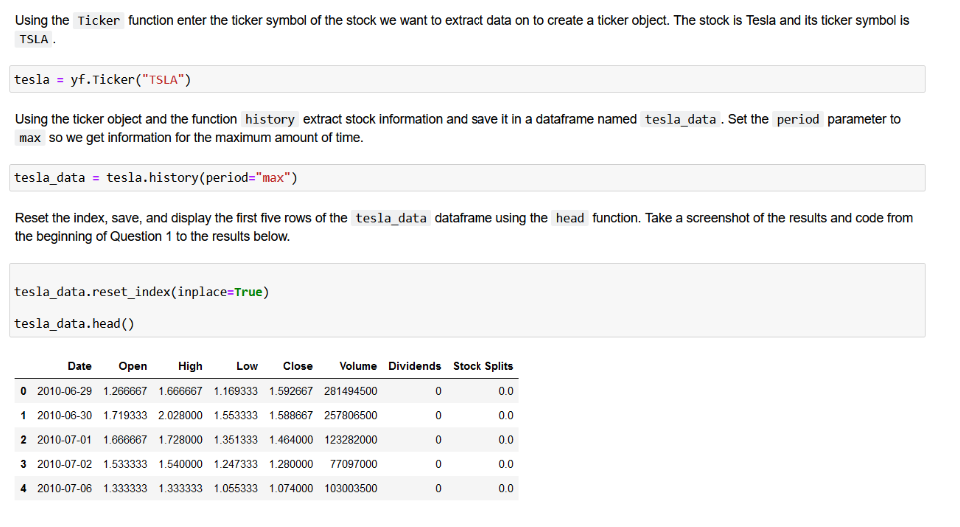 Using the Ticker function enter the ticker symbol of the stock we want to extract data on to create a ticker object. The stock is Tesla and its ticker symbol is
TSLA .
tesla = yf.Ticker("TSLA")
Using the ticker object and the function history extract stock information and save it in a dataframe named tesla_data . Set the period parameter to
max so we get information for the maximum amount of time.
tesla_data = tesla.history(period="max")
Reset the index, save, and display the first five rows of the tesla_data dataframe using the head function. Take a screenshot of the results and code from
the beginning of Question 1 to the results below.
tesla_data.reset_index(inplace=True)
tesla_data.head()
Date Open High Low Close Volume Dividends Stock Splits
0 2010-06-29 1.266667 1.666667 1.169333 1.592667 281494500 0 0.0
1 2010-06-30 1.719333 2.028000 1.553333 1.588667 257806500 0 0.0
2 2010-07-01 1.666667 1.728000 1.351333 1.464000 123282000 0 0.0
3 2010-07-02 1.533333 1.540000 1.247333 1.280000 77097000 0 0.0
4 2010-07-06 1.333333 1.333333 1.055333 1.074000 103003500 0 0.0